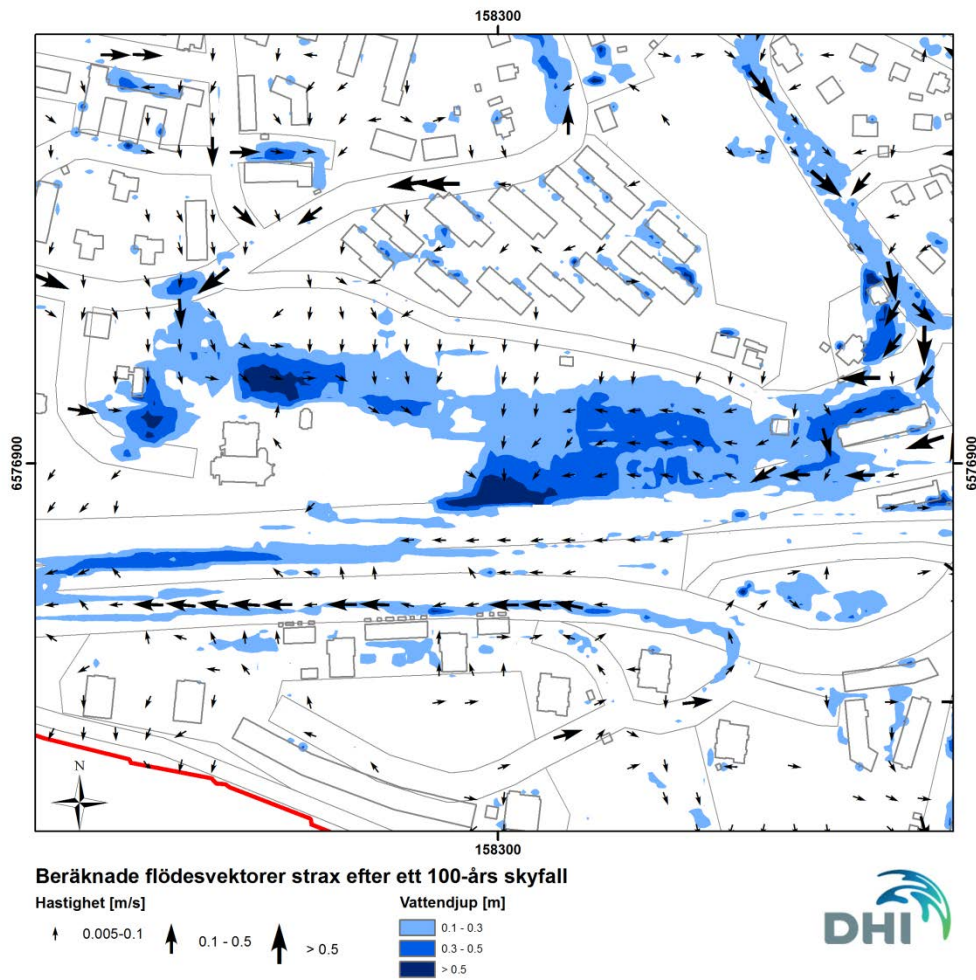 158300
6576900
6576900
N
158300
Beräknade flödesvektorer strax efter ett 100-års skyfall
Hastighet [m/s]
0.005-0.1
0.1 - 0.5
> 0.5
Vattendjup [m]
0.1 - 0.3
0.3 - 0.5
> 0.5
DHI